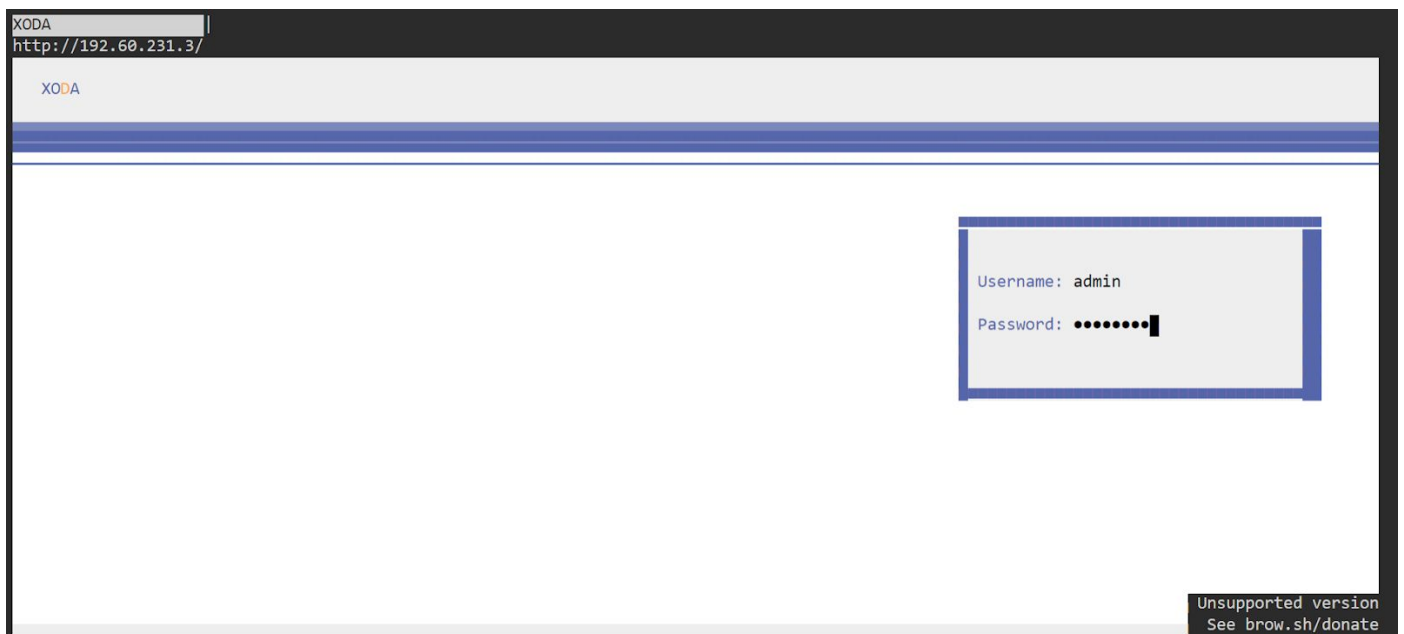 XODA
http://192.60.231.3/
XODA
Username: admin
Password: ••••••••
Unsupported version
See brow.sh/donate